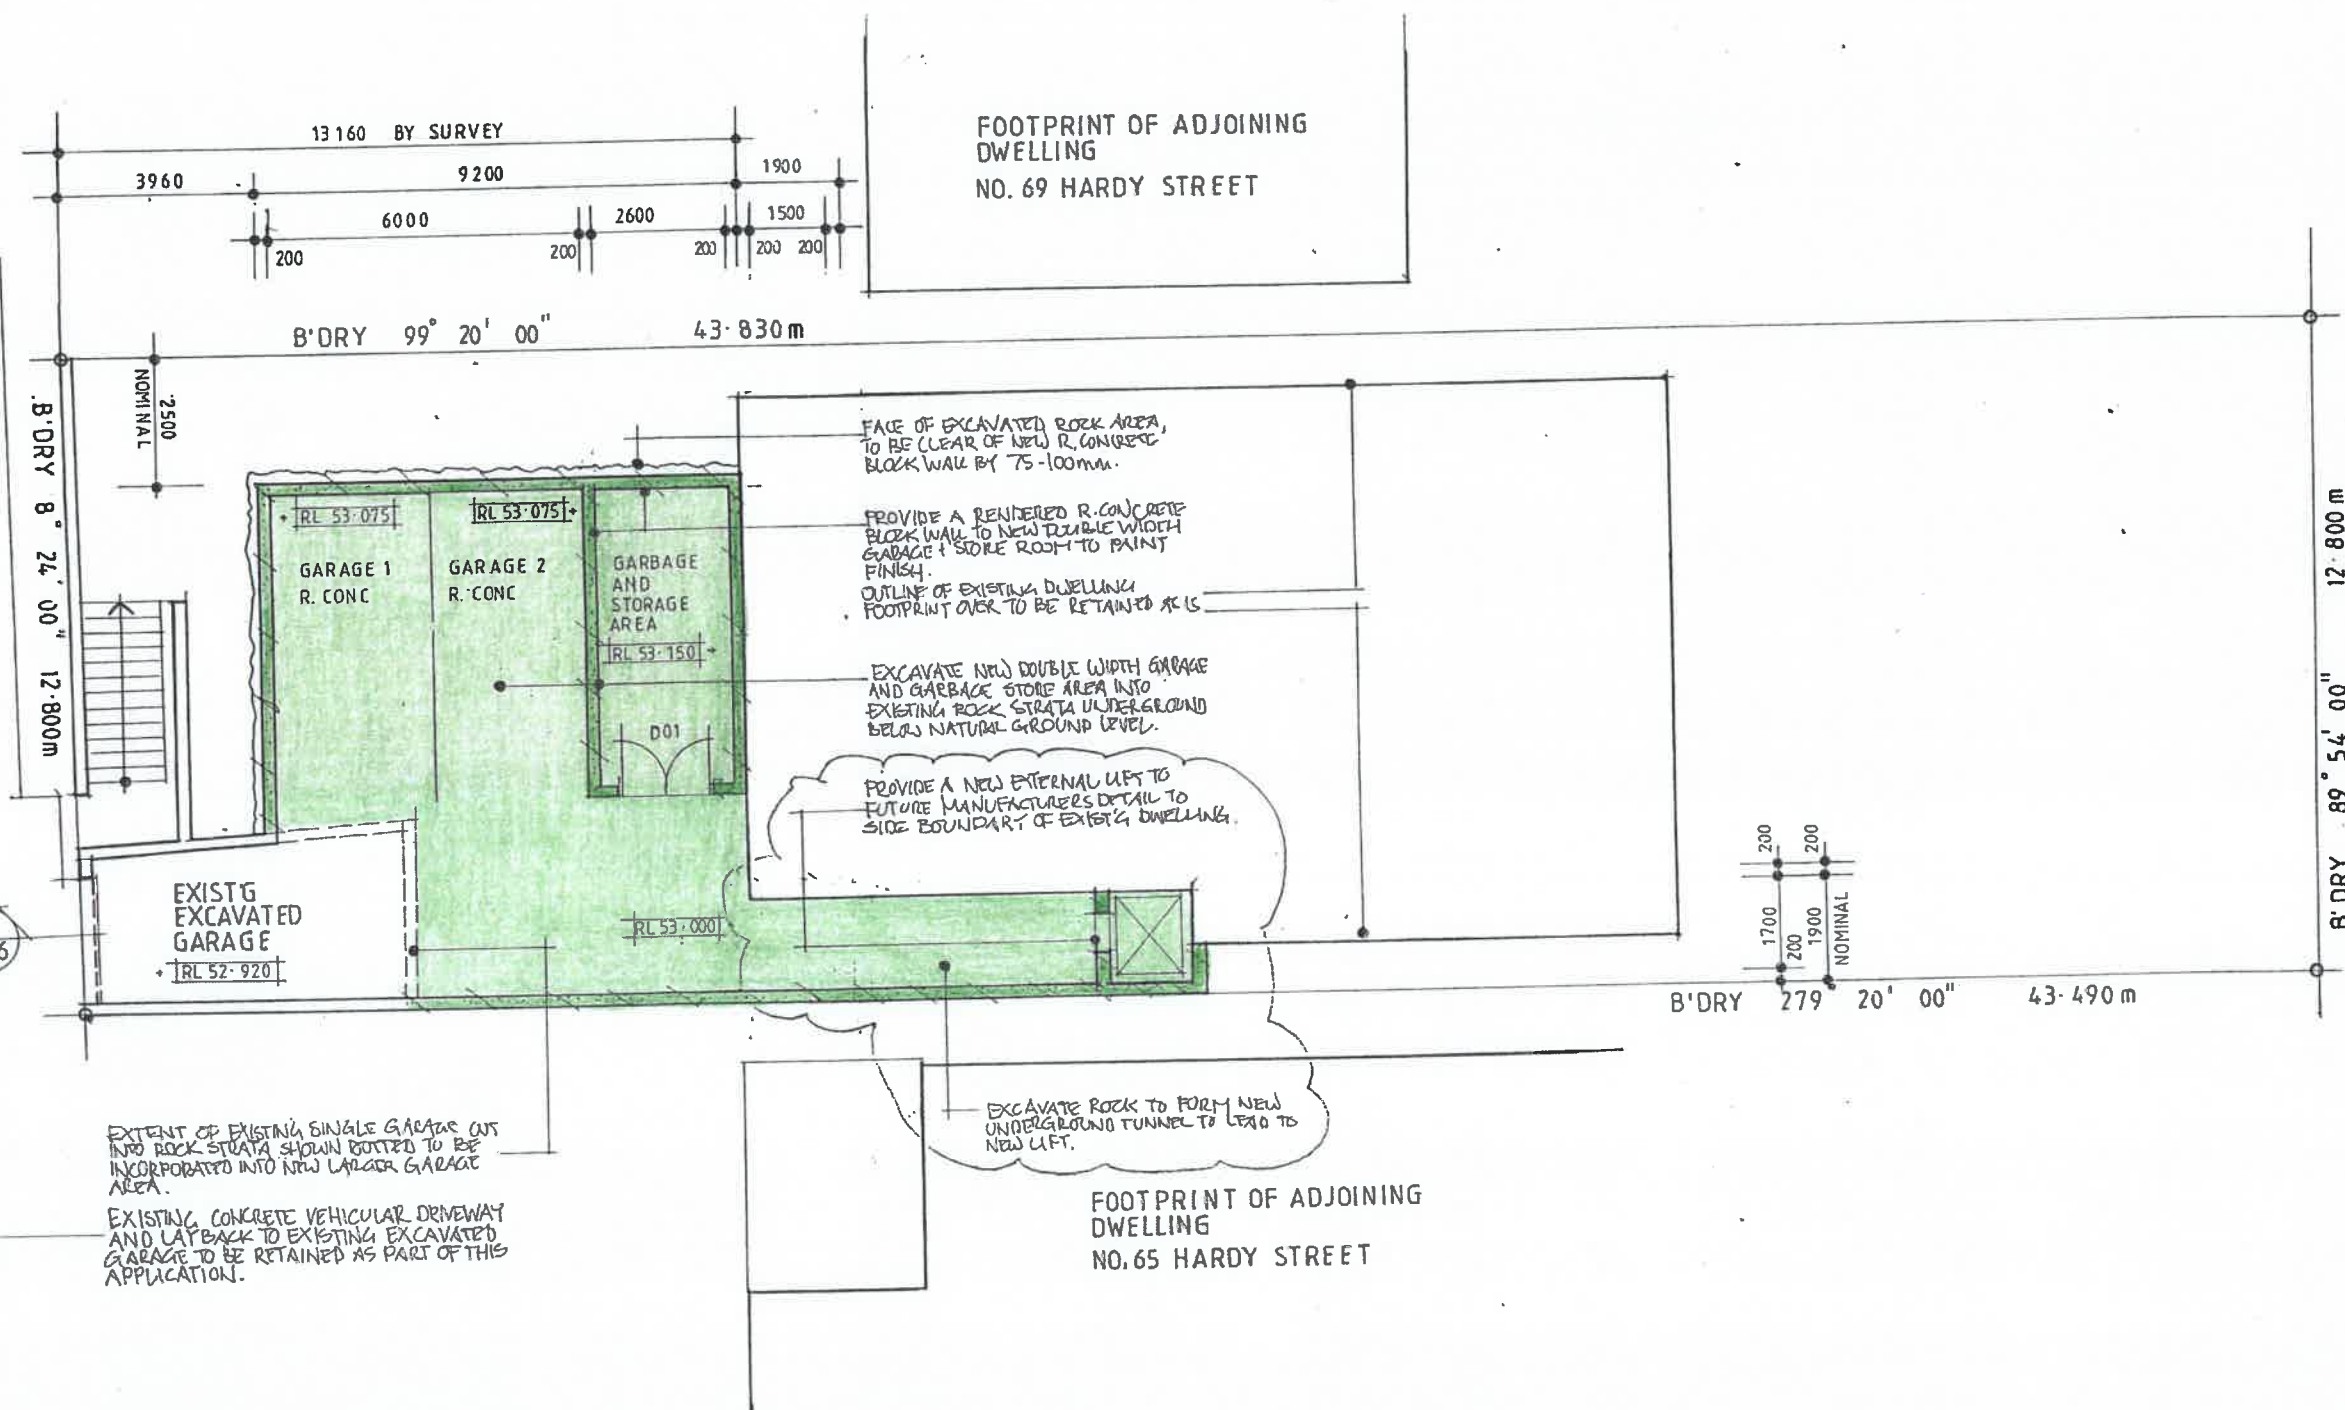 13160 BY SURVEY
3960
9200
1900
6000
2600
1500
200
200
200
200
200
FOOTPRINT OF ADJOINING
DWELLING
NO. 69 HARDY STREET
B'DRY 99° 20' 00" 43·830m
2500
NOMINAL
B'DRY 8° 24' 00" 12·800m
FACE OF EXCAVATED ROCK AREA,
TO BE CLEAR OF NEW R. CONCRETE
BLOCK WALL BY 75-100mm.
PROVIDE A RENDERED R. CONCRETE
BLOCK WALL TO NEW DOUBLE WIDTH
GARAGE + STORE ROOM TO PAINT
FINISH.
OUTLINE OF EXISTING DWELLING
FOOTPRINT OVER TO BE RETAINED AS IS
EXCAVATE NEW DOUBLE WIDTH GARAGE
AND GARBAGE STORE AREA INTO
EXISTING ROCK STRATA UNDERGROUND
BELOW NATURAL GROUND LEVEL.
PROVIDE A NEW EXTERNAL LIFT TO
FUTURE MANUFACTURERS DETAIL TO
SIDE BOUNDARY OF EXIST'G DWELLING.
RL 53·075
RL 53·075
GARAGE 1
R. CONC
GARAGE 2
R. CONC
GARBAGE
AND
STORAGE
AREA
RL 53·150
D01
RL 53·000
EXIST'G
EXCAVATED
GARAGE
RL 52·920
6
12·800m
B'DRY 89° 54' 00"
200
200
1700
200
1900
NOMINAL
B'DRY 279 20' 00" 43·490m
EXTENT OF EXISTING SINGLE GARAGE CUT
INTO ROCK STRATA SHOWN DOTTED TO BE
INCORPORATED INTO NEW LARGER GARAGE
AREA.
EXISTING CONCRETE VEHICULAR DRIVEWAY
AND LAYBACK TO EXISTING EXCAVATED
GARAGE TO BE RETAINED AS PART OF THIS
APPLICATION.
EXCAVATE ROCK TO FORM NEW
UNDERGROUND TUNNEL TO LEAD TO
NEW LIFT.
FOOTPRINT OF ADJOINING
DWELLING
NO. 65 HARDY STREET